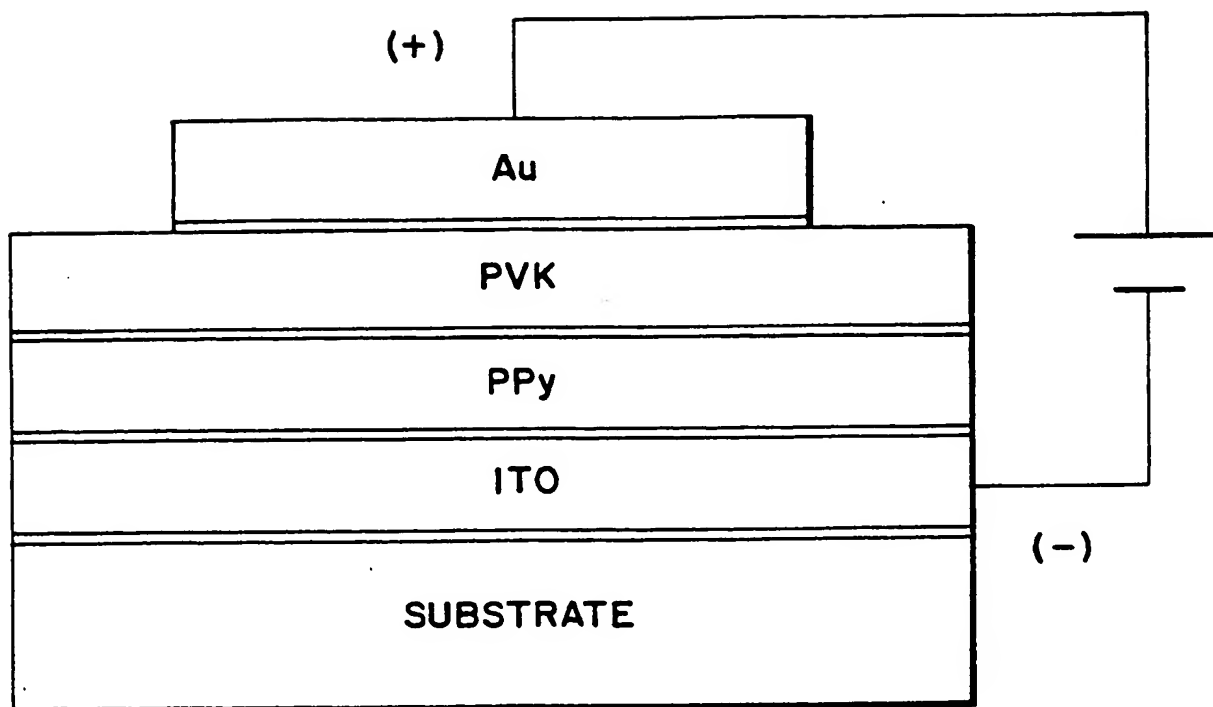 (+)
Au
PVK
PPy
ITO
(-)
SUBSTRATE